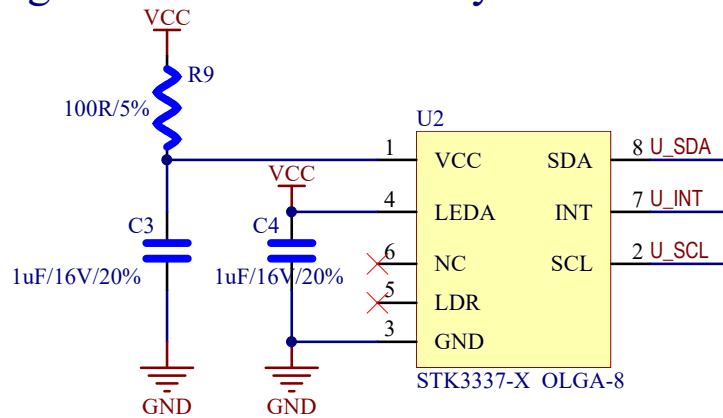 VCC
R9
100R/5%
U2
1 VCC SDA 8 U_SDA
VCC
4 LEDA INT 7 U_INT
C3
C4
1uF/16V/20%
1uF/16V/20%
6 NC SCL 2 U_SCL
5 LDR
3 GND
STK3337-X OLGA-8
GND
GND